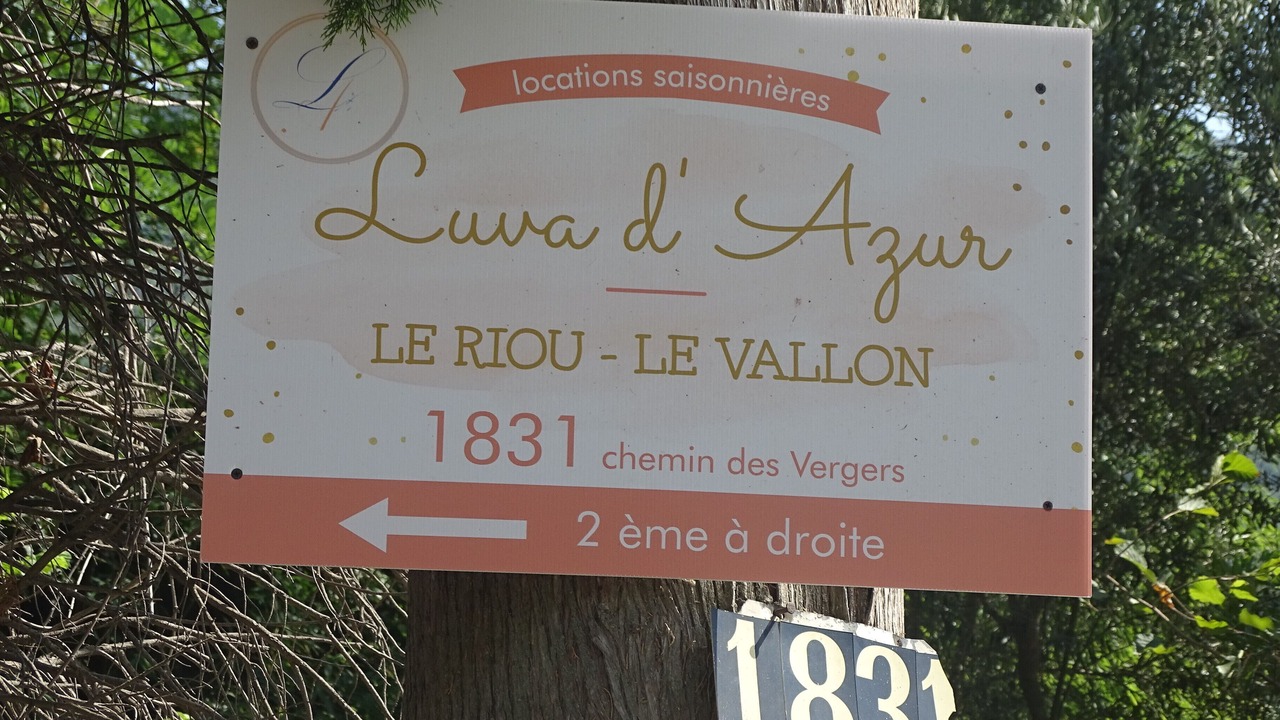 locations saisonnières
Luva d' Azur
LE RIOU - LE VALLON
1831 chemin des Vergers
2 ème à droite
1831